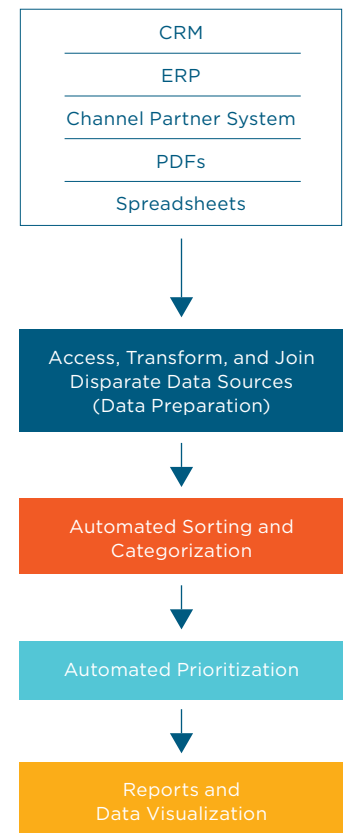 CRM
ERP
Channel Partner System
PDFs
Spreadsheets
Access, Transform, and Join
Disparate Data Sources
(Data Preparation)
Automated Sorting and
Categorization
Automated Prioritization
Reports and
Data Visualization